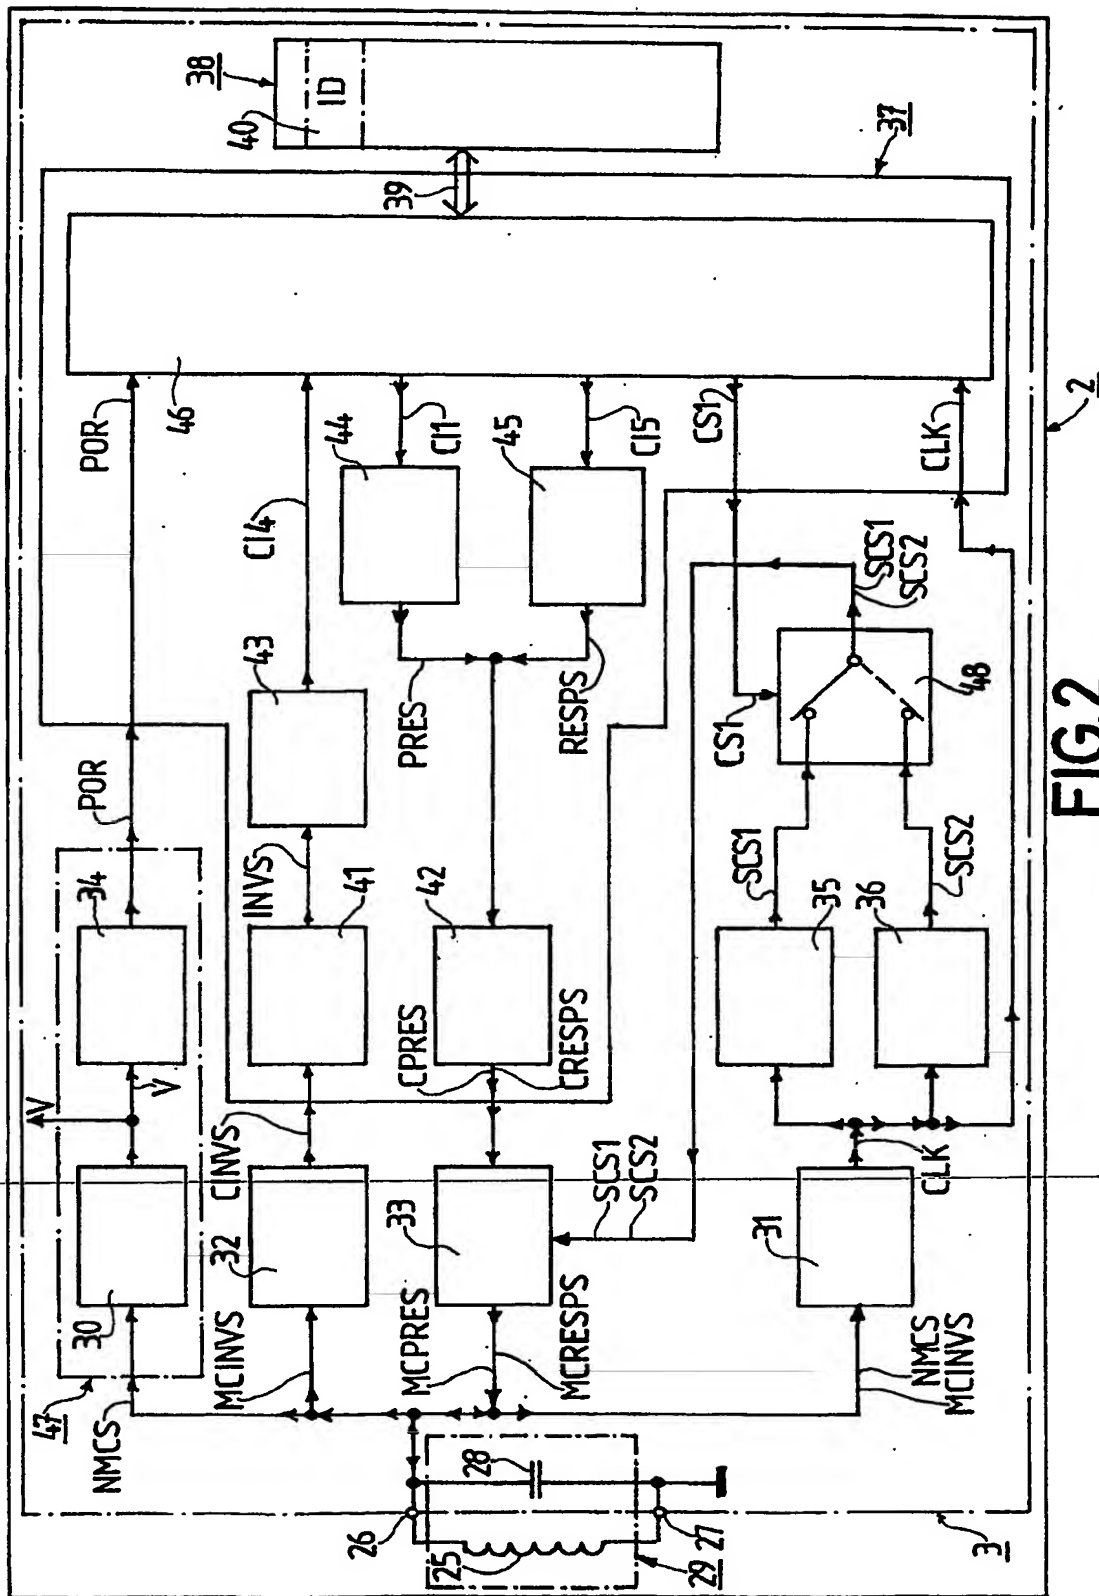 47
NMCS
30
V
V
34
POR
POR
46
38
40
ID
39
37
MCINVS
32
CINVS
41
INVS
43
CI4
MCPRES
MCRESPS
33
CPRES
CRESPS
42
PRES
RESPS
44
CI1
45
CI5
SCS1
SCS2
CS1
CS1
SCS1
SCS2
48
26
25
28
29
27
NMCS
MCINVS
31
CLK
35
SCS1
36
SCS2
CLK
3
2
FIG.2